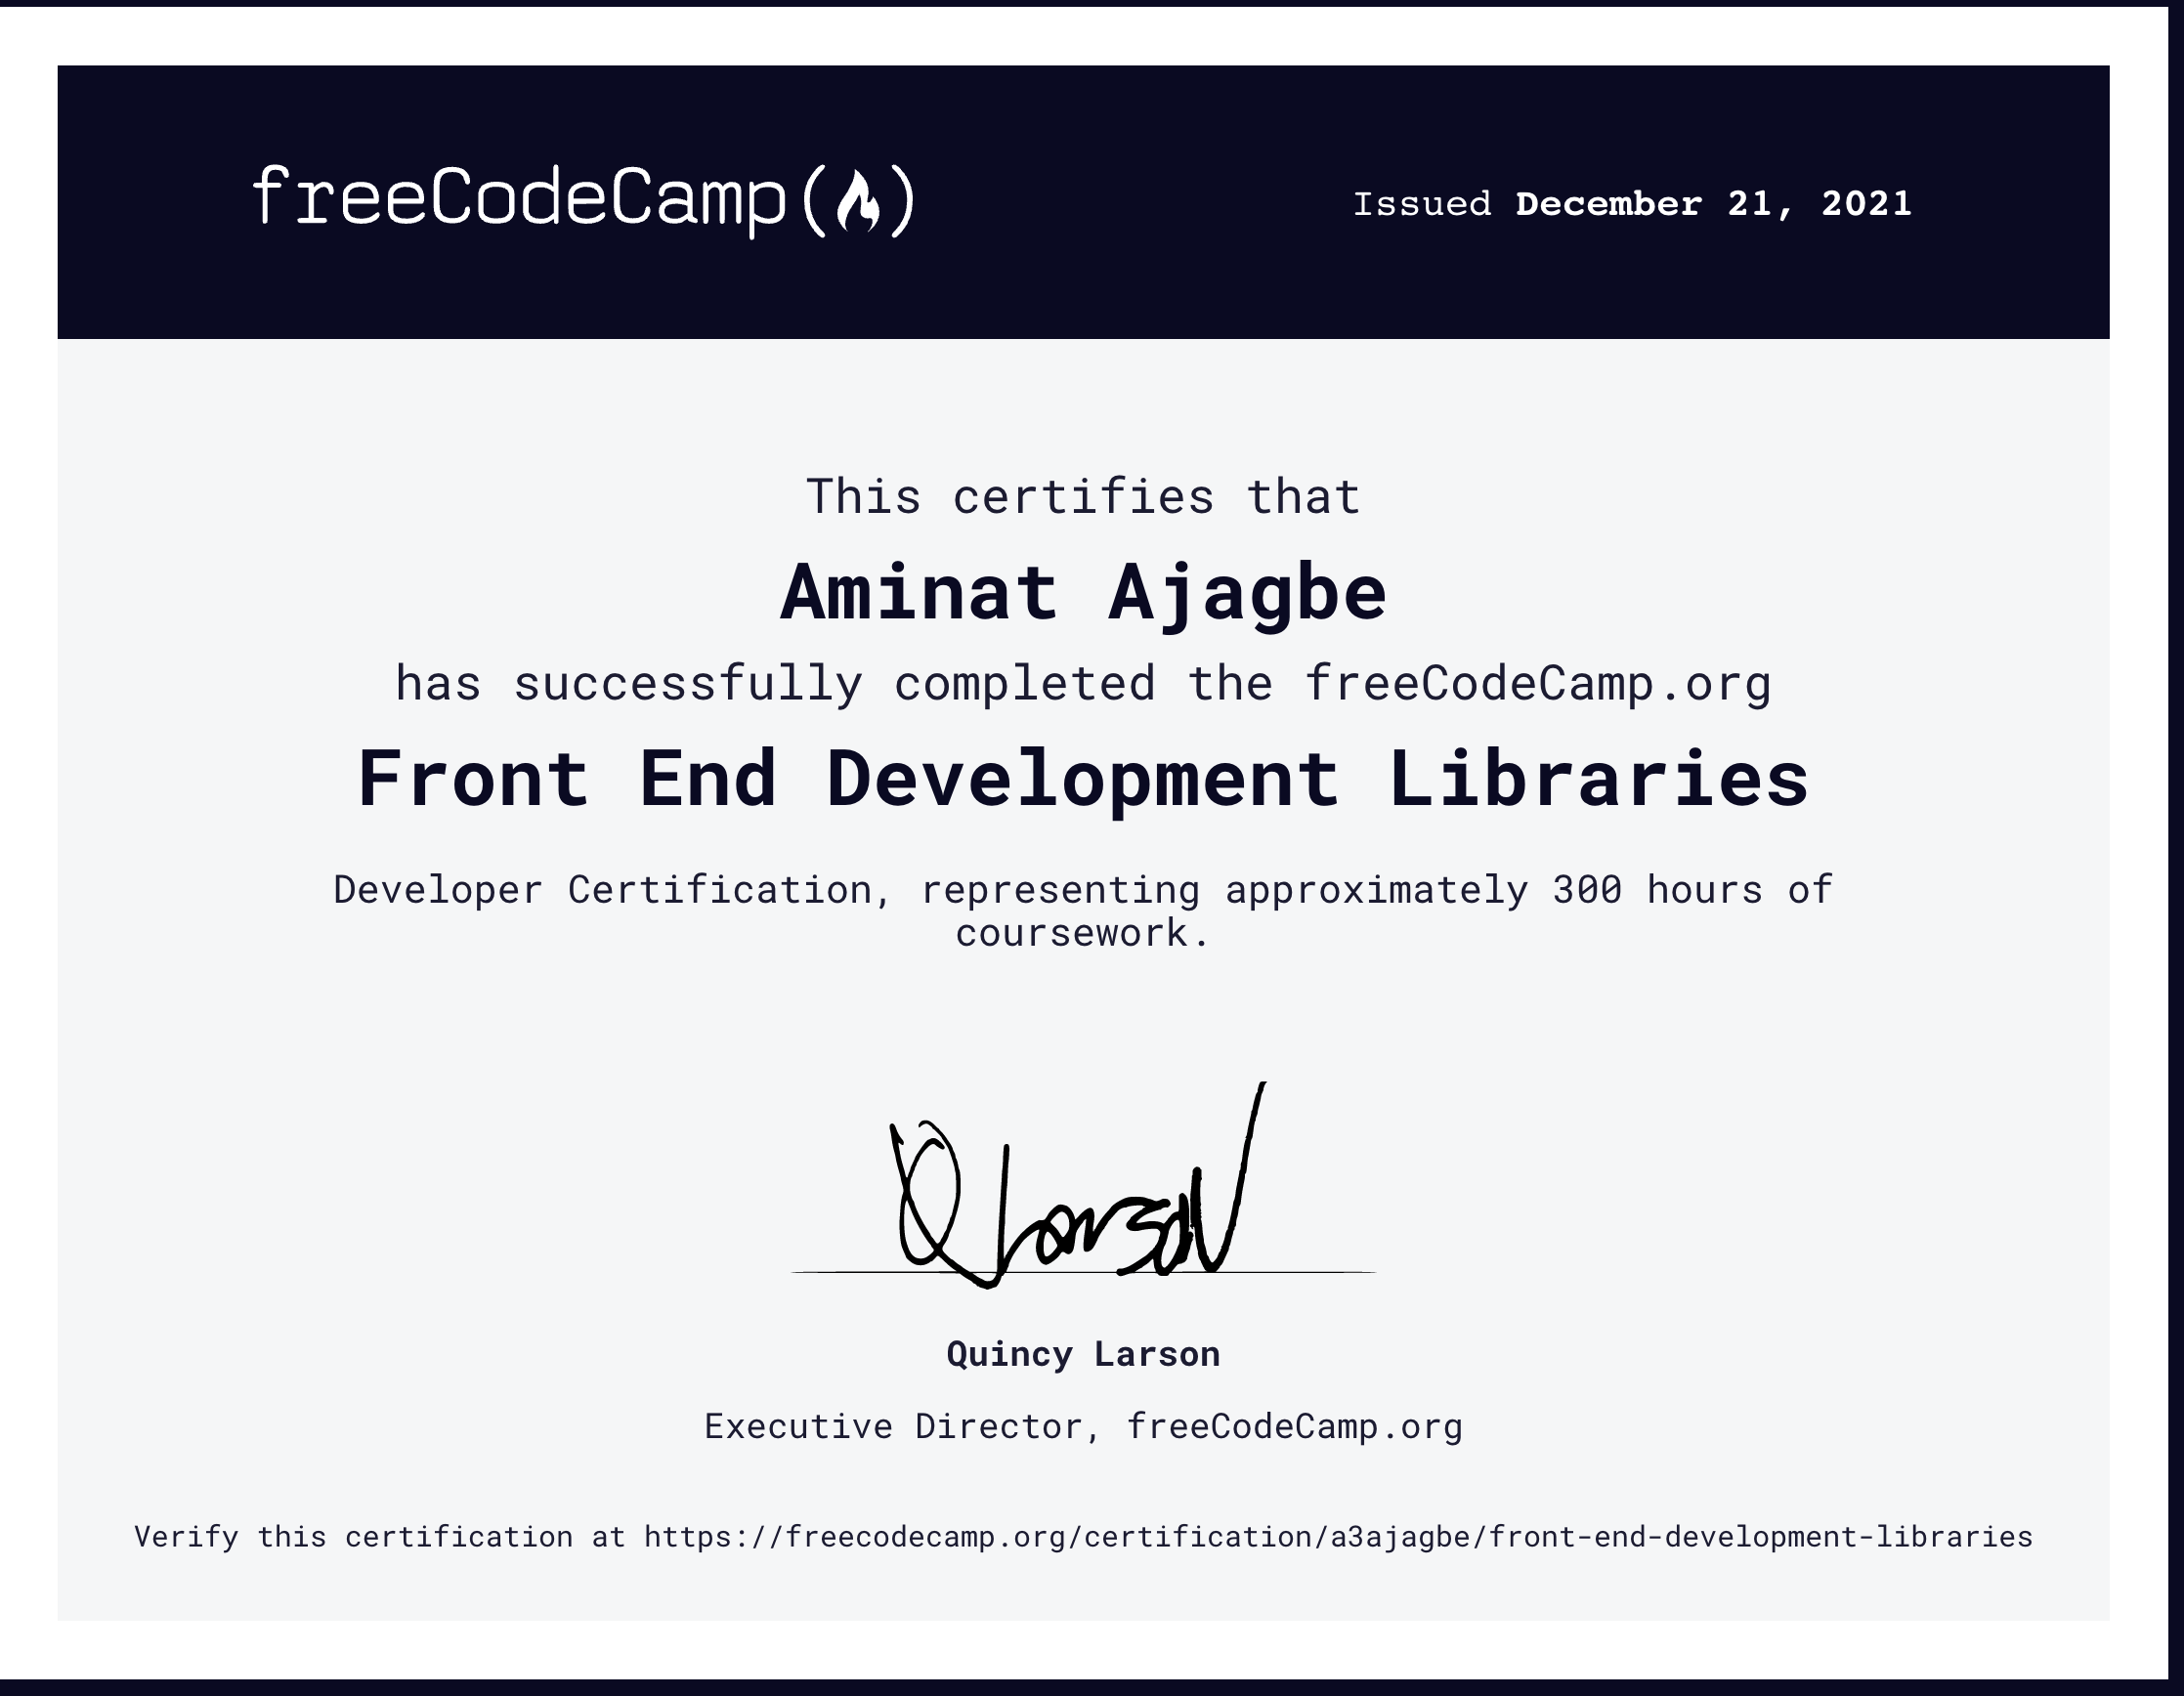 freeCodeCamp
Issued December 21, 2021
This certifies that
Aminat Ajagbe
has successfully completed the freeCodeCamp.org
Front End Development Libraries
Developer Certification, representing approximately 300 hours of
coursework.
QLarson
Quincy Larson
Executive Director, freeCodeCamp.org
Verify this certification at https://freecodecamp.org/certification/a3ajagbe/front-end-development-libraries